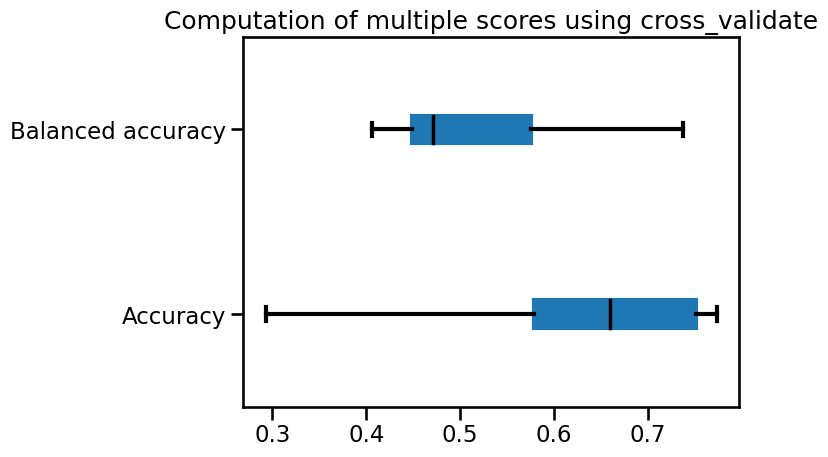 Computation of multiple scores using cross_validate
Balanced accuracy
Accuracy
0.3 0.4 0.5 0.6 0.7